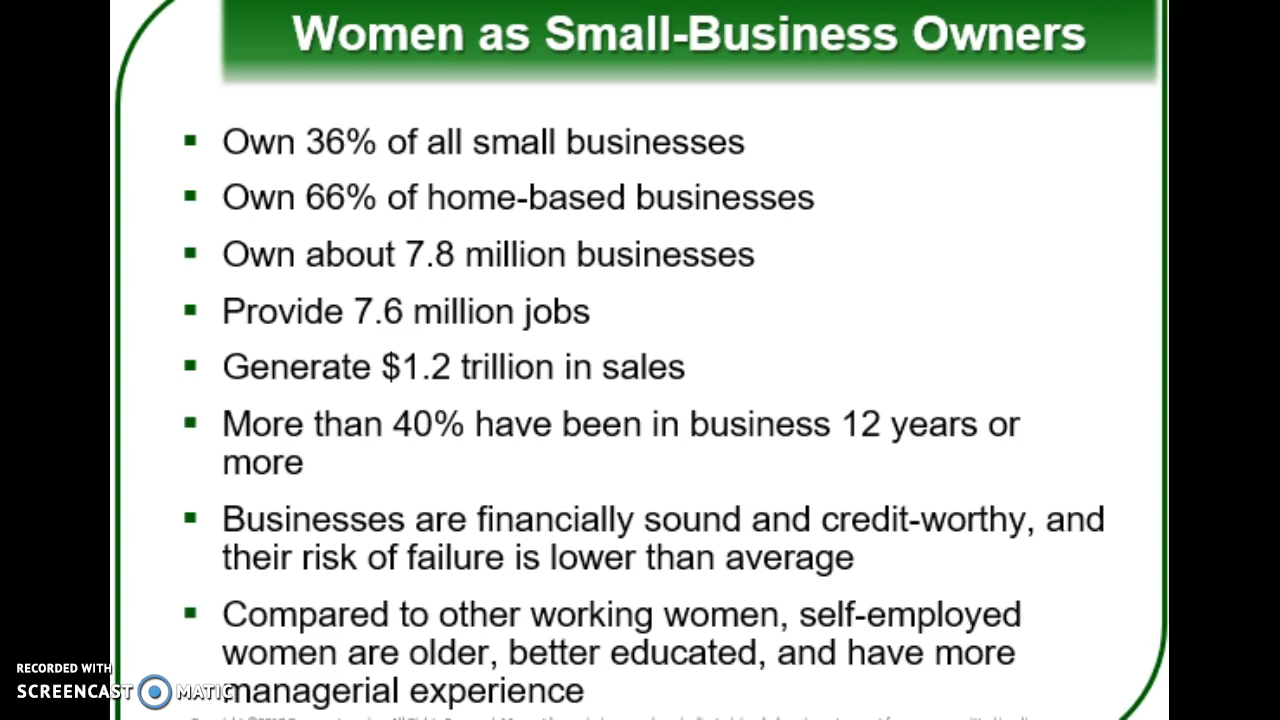 Women as Small-Business Owners
▪ Own 36% of all small businesses
▪ Own 66% of home-based businesses
▪ Own about 7.8 million businesses
▪ Provide 7.6 million jobs
▪ Generate $1.2 trillion in sales
▪ More than 40% have been in business 12 years or
more
▪ Businesses are financially sound and credit-worthy, and
their risk of failure is lower than average
▪ Compared to other working women, self-employed
women are older, better educated, and have more
managerial experience
RECORDED WITH
SCREENCAST MATIC